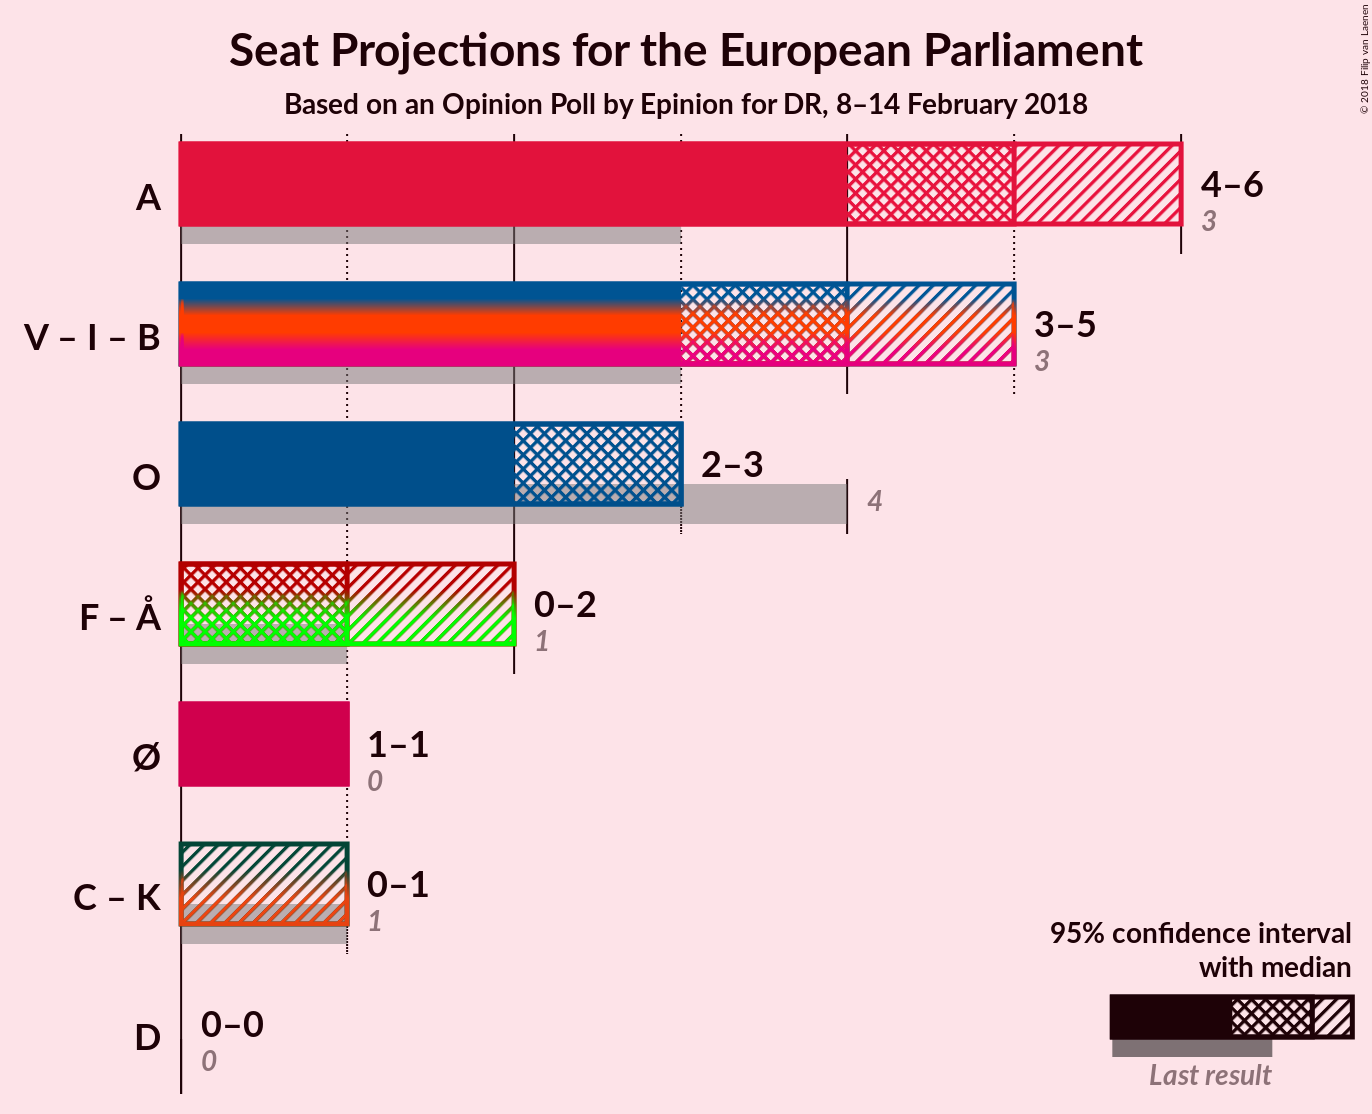 Seat Projections for the European Parliament
Based on an Opinion Poll by Epinion for DR, 8–14 February 2018
© 2018 Filip van Laenen
A
4–6
3
V – I – B
3–5
3
O
2–3
4
F – Å
0–2
1
Ø
1–1
0
C – K
0–1
1
D
0–0
0
95% confidence interval
with median
Last result